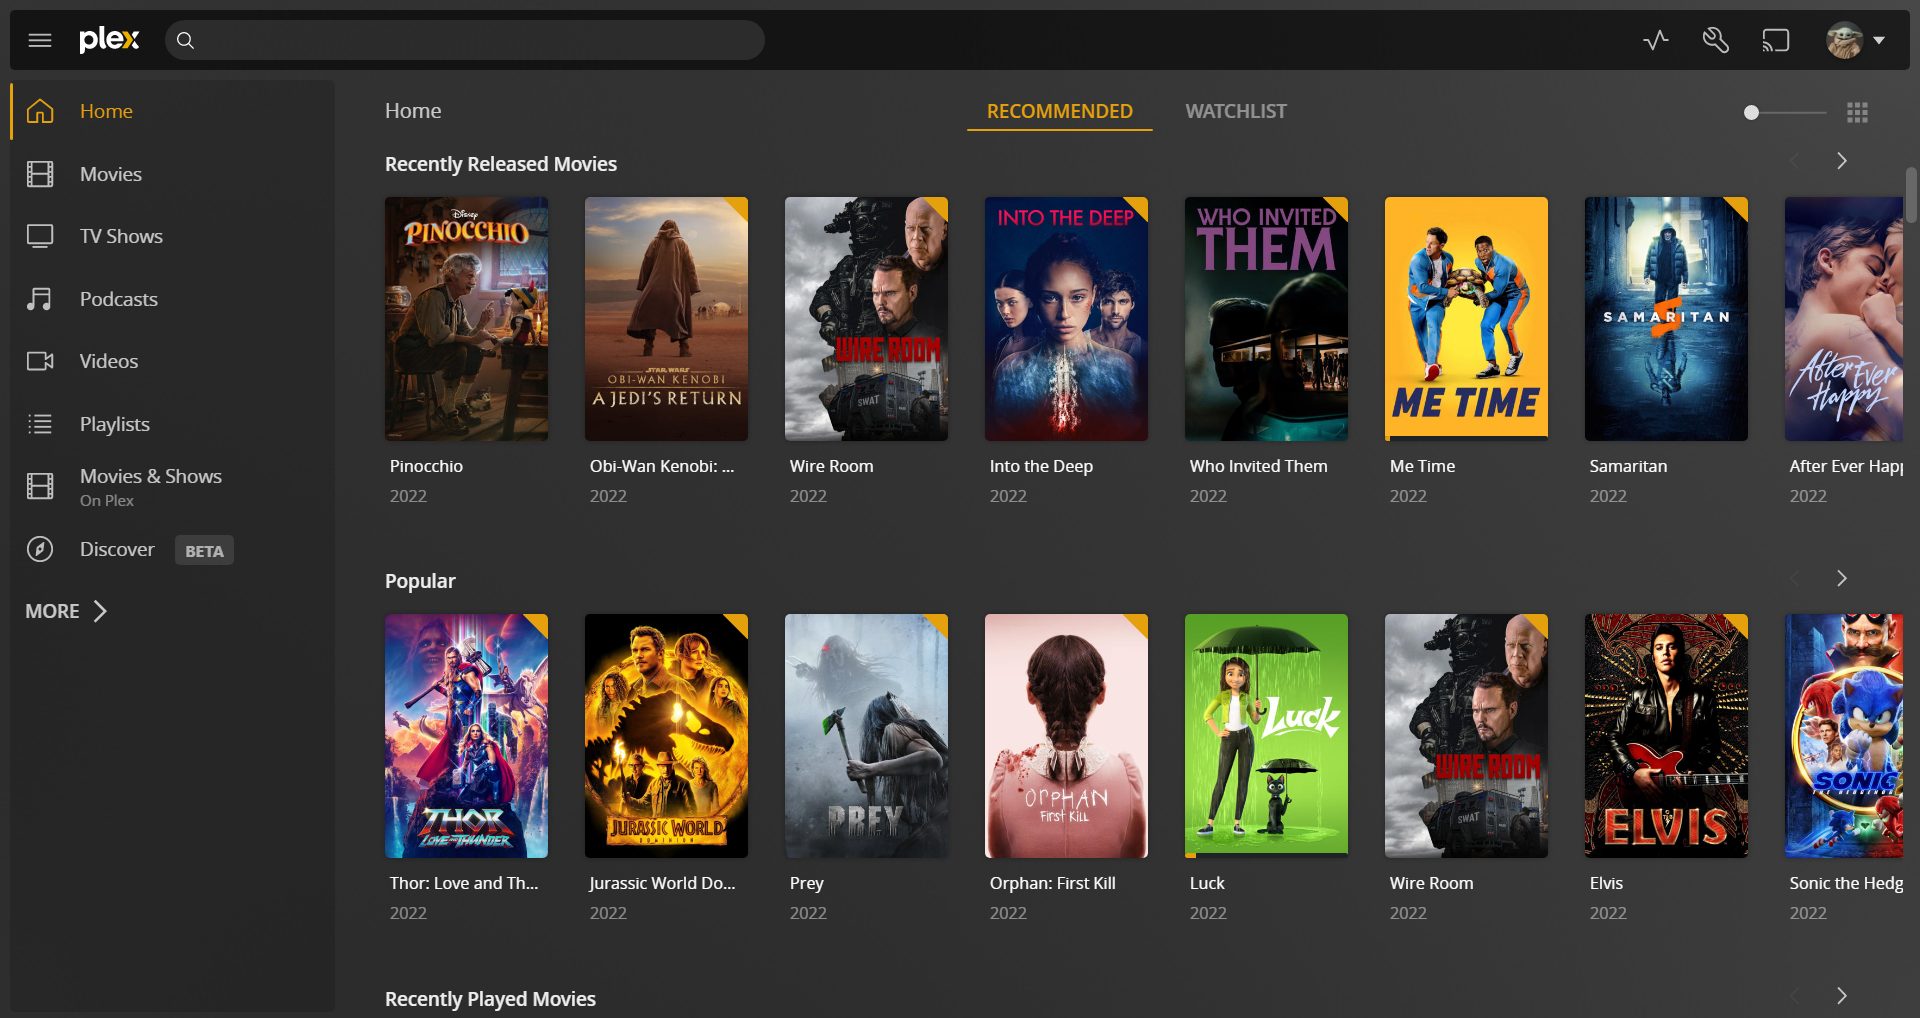 plex
Home
Movies
TV Shows
Podcasts
Videos
Playlists
Movies & Shows
On Plex
Discover BETA
MORE
Home
RECOMMENDED
WATCHLIST
Recently Released Movies
Disney
PINOCCHIO
Pinocchio
2022
STAR WARS
OBI-WAN KENOBI
A JEDI'S RETURN
Obi-Wan Kenobi: ...
2022
WIRE ROOM
SWAT
Wire Room
2022
INTO THE DEEP
Into the Deep
2022
WHO INVITED
THEM
Who Invited Them
2022
ME TIME
Me Time
2022
SAMARITAN
Samaritan
2022
After Ever
Happy
After Ever Happ
2022
Popular
THOR
LOVE AND THUNDER
Thor: Love and Th...
2022
JURASSIC WORLD
DOMINION
Jurassic World Do...
2022
PREY
Prey
2022
ORPHAN
First Kill
Orphan: First Kill
2022
Luck
Luck
2022
WIRE ROOM
SWAT
Wire Room
2022
ELVIS
Elvis
2022
SONIC
THE HEDGEHOG
Sonic the Hedg
2022
Recently Played Movies